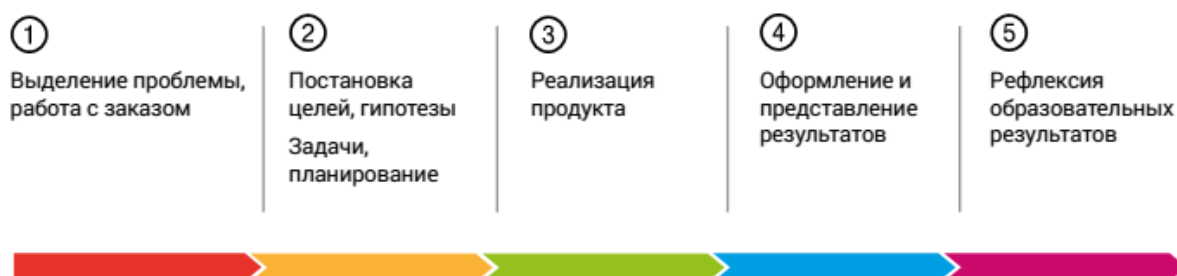 1
Выделение проблемы,
работа с заказом
2
Постановка
целей, гипотезы
Задачи,
планирование
3
Реализация
продукта
4
Оформление и
представление
результатов
5
Рефлексия
образовательных
результатов